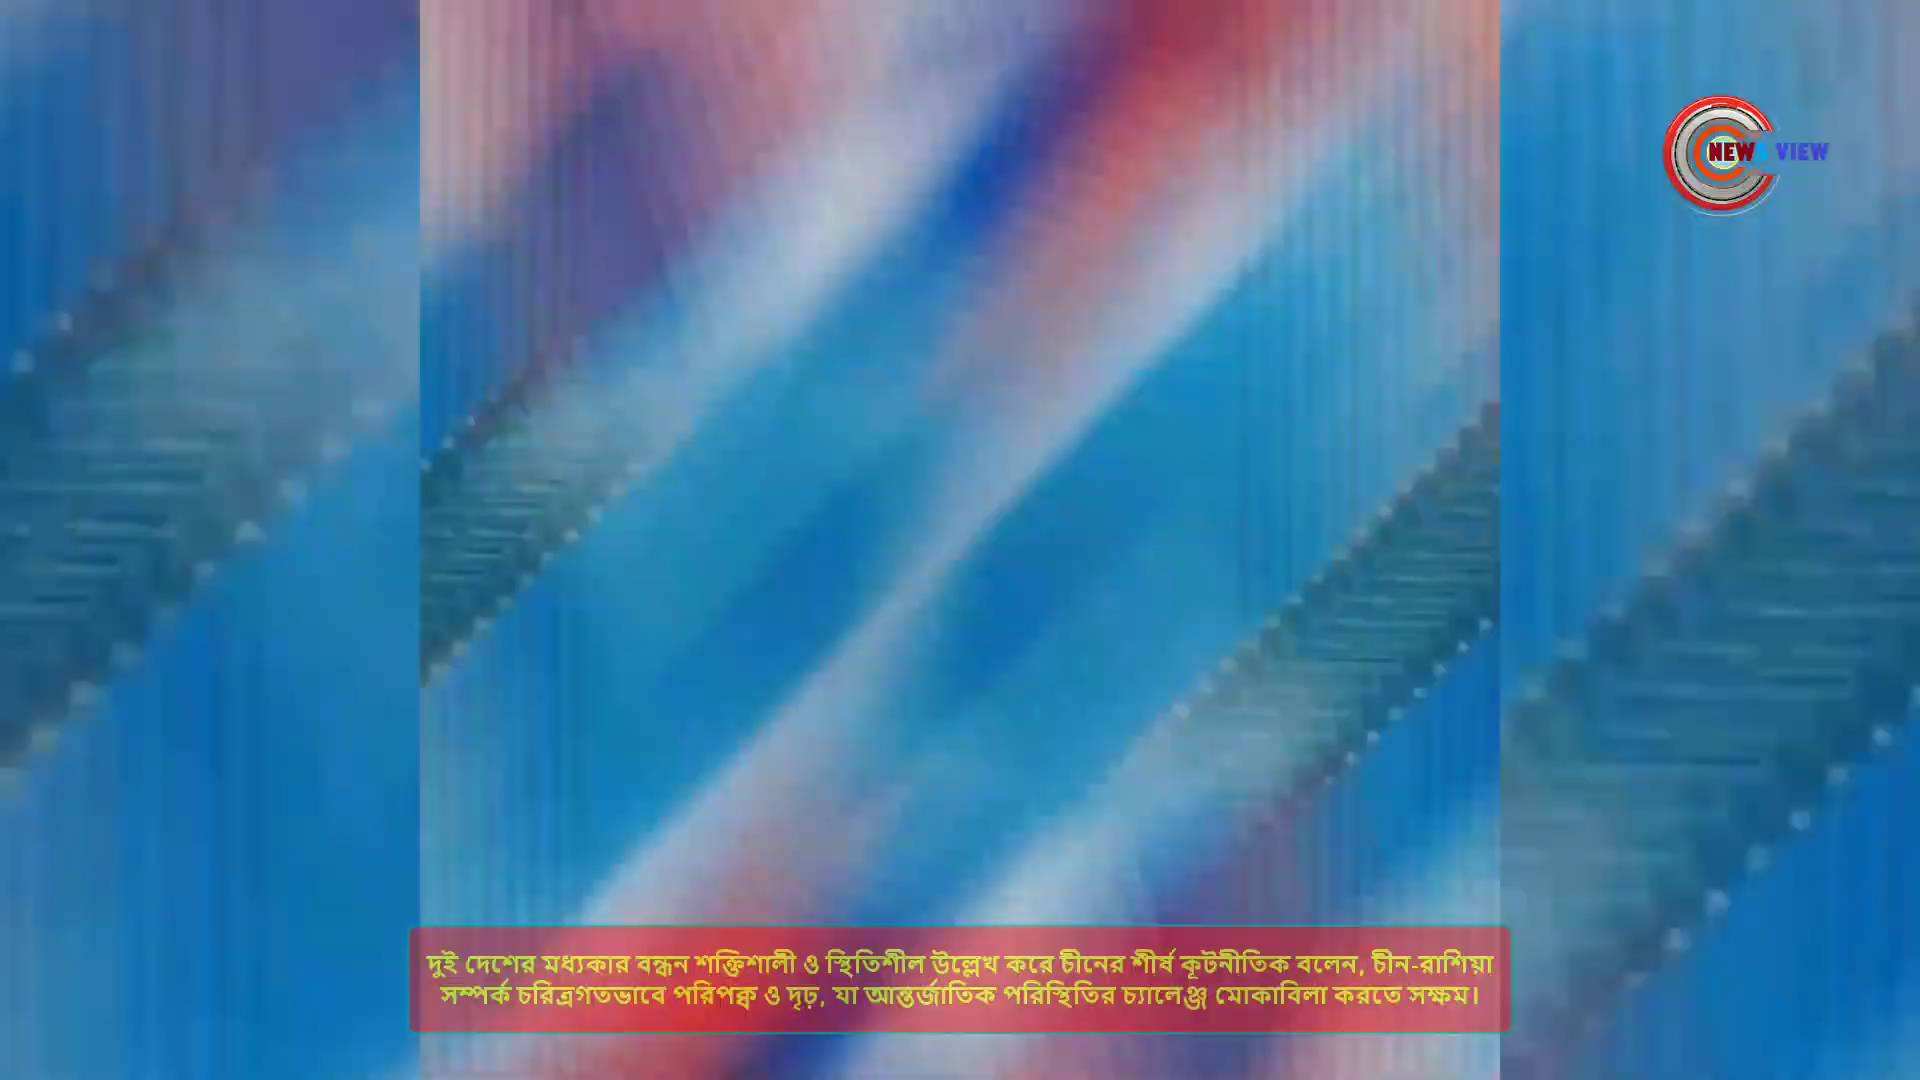 NEWS VIEW
দুই দেশের মধ্যকার বন্ধন শক্তিশালী ও স্থিতিশীল উল্লেখ করে চীনের শীর্ষ কূটনীতিক বলেন, চীন-রাশিয়া
সম্পর্ক চরিত্রগতভাবে পরিপক্ব ও দৃঢ়, যা আন্তর্জাতিক পরিস্থিতির চ্যালেঞ্জ মোকাবিলা করতে সক্ষম।